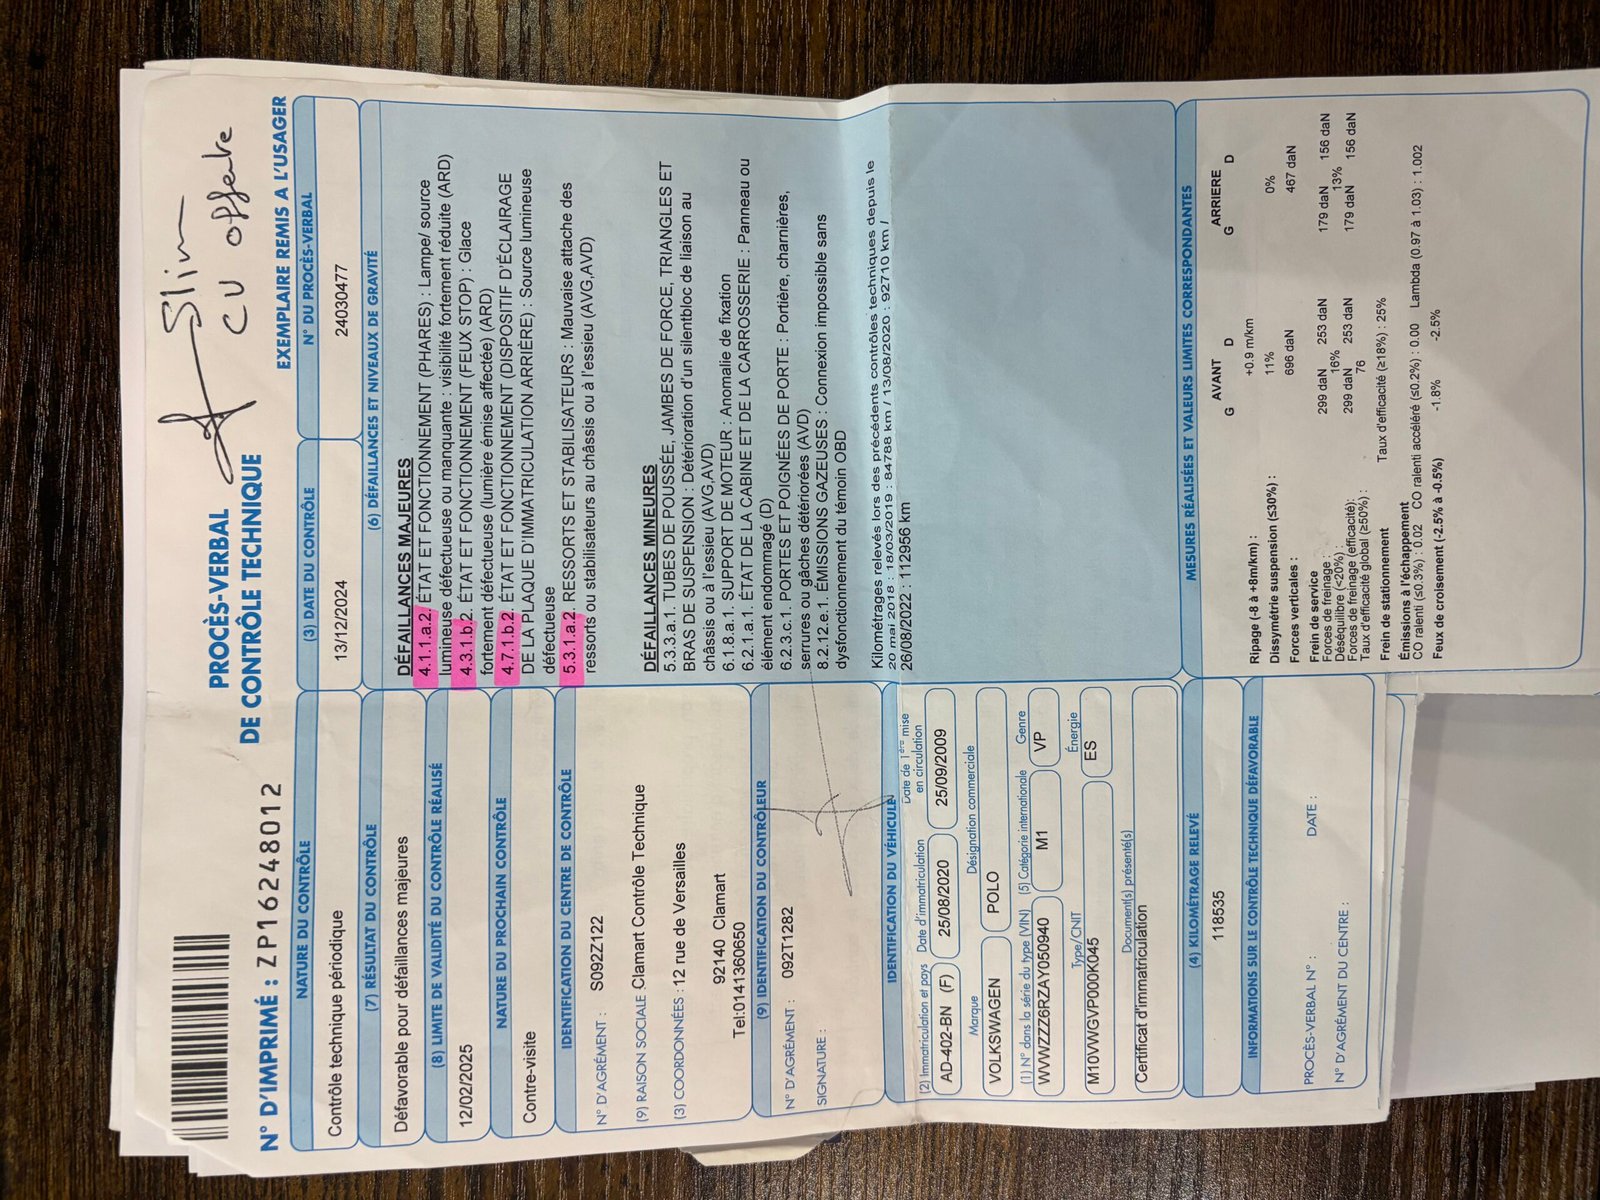 PROCÈS-VERBAL
DE CONTRÔLE TECHNIQUE
Slim
CV offerte
N° D'IMPRIMÉ : ZP16248012
EXEMPLAIRE REMIS A L'USAGER
NATURE DU CONTRÔLE
Contrôle technique périodique
(3) DATE DU CONTRÔLE
13/12/2024
N° DU PROCÈS-VERBAL
24030477
(7) RÉSULTAT DU CONTRÔLE
Défavorable pour défaillances majeures
(8) LIMITE DE VALIDITÉ DU CONTRÔLE RÉALISÉ
12/02/2025
NATURE DU PROCHAIN CONTRÔLE
Contre-visite
IDENTIFICATION DU CENTRE DE CONTRÔLE
N° D'AGRÉMENT : S092Z122
(9) RAISON SOCIALE : Clamart Contrôle Technique
(3) COORDONNÉES : 12 rue de Versailles
92140 Clamart
Tel:0141360650
(9) IDENTIFICATION DU CONTRÔLEUR
N° D'AGRÉMENT : 092T1282
SIGNATURE :
IDENTIFICATION DU VÉHICULE
(2) Immatriculation et pays
AD-402-BN (F)
Date d'immatriculation
25/08/2020
Date de 1ère mise
en circulation
25/09/2009
Marque
VOLKSWAGEN
Désignation commerciale
POLO
(1) N° dans la série du type (VIN)
WVWZZZ6RZAY050940
(5) Catégorie internationale
M1
Genre
VP
Type/CNIT
M10VWGVP000K045
Énergie
ES
Document(s) présenté(s)
Certificat d'immatriculation
(4) KILOMÉTRAGE RELEVÉ
118535
INFORMATIONS SUR LE CONTRÔLE TECHNIQUE DÉFAVORABLE
PROCÈS-VERBAL N° : DATE :
N° D'AGRÉMENT DU CENTRE :
(6) DÉFAILLANCES ET NIVEAUX DE GRAVITÉ
DÉFAILLANCES MAJEURES
4.1.1.a.2. ÉTAT ET FONCTIONNEMENT (PHARES) : Lampe/ source
lumineuse défectueuse ou manquante : visibilité fortement réduite (ARD)
4.3.1.b.2. ÉTAT ET FONCTIONNEMENT (FEUX STOP) : Glace
fortement défectueuse (lumière émise affectée) (ARD)
4.7.1.b.2. ÉTAT ET FONCTIONNEMENT (DISPOSITIF D'ÉCLAIRAGE
DE LA PLAQUE D'IMMATRICULATION ARRIÈRE) : Source lumineuse
défectueuse
5.3.1.a.2. RESSORTS ET STABILISATEURS : Mauvaise attache des
ressorts ou stabilisateurs au châssis ou à l'essieu (AVG,AVD)
DÉFAILLANCES MINEURES
5.3.3.a.1. TUBES DE POUSSÉE, JAMBES DE FORCE, TRIANGLES ET
BRAS DE SUSPENSION : Détérioration d'un silentbloc de liaison au
châssis ou à l'essieu (AVG,AVD)
6.1.8.a.1. SUPPORT DE MOTEUR : Anomalie de fixation
6.2.1.a.1. ÉTAT DE LA CABINE ET DE LA CARROSSERIE : Panneau ou
élément endommagé (D)
6.2.3.c.1. PORTES ET POIGNÉES DE PORTE : Portière, charnières,
serrures ou gâches détériorées (AVD)
8.2.12.e.1. ÉMISSIONS GAZEUSES : Connexion impossible sans
dysfonctionnement du témoin OBD
Kilométrages relevés lors des précédents contrôles techniques depuis le
20 mai 2018 : 18/03/2019 : 84788 km / 13/08/2020 : 92710 km /
26/08/2022 : 112956 km
MESURES RÉALISÉES ET VALEURS LIMITES CORRESPONDANTES
AVANT ARRIERE
G D G D
Ripage (-8 à +8m/km) : +0.9 m/km
Dissymétrie suspension (≤30%) : 11% 0%
Forces verticales : 696 daN 467 daN
Frein de service
Forces de freinage : 299 daN 253 daN 179 daN 156 daN
Déséquilibre (<20%) : 16% 13%
Forces de freinage (efficacité): 299 daN 253 daN 179 daN 156 daN
Taux d'efficacité global (≥50%) : 76
Frein de stationnement Taux d'efficacité (≥18%) : 25%
Émissions à l'échappement
CO ralenti (≤0.3%) : 0.02 CO ralenti accéléré (≤0.2%) : 0.00 Lambda (0.97 à 1.03) : 1.002
Feux de croisement (-2.5% à -0.5%) -1.8% -2.5%